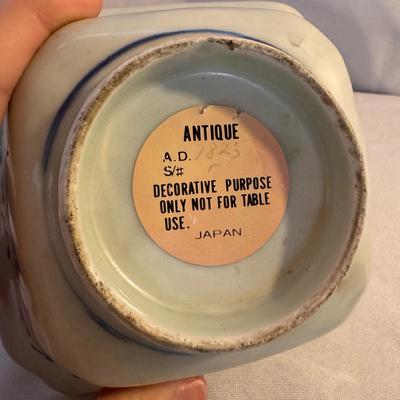 ANTIQUE
A.D. 1825
S/#
DECORATIVE PURPOSE
ONLY NOT FOR TABLE
USE.
JAPAN